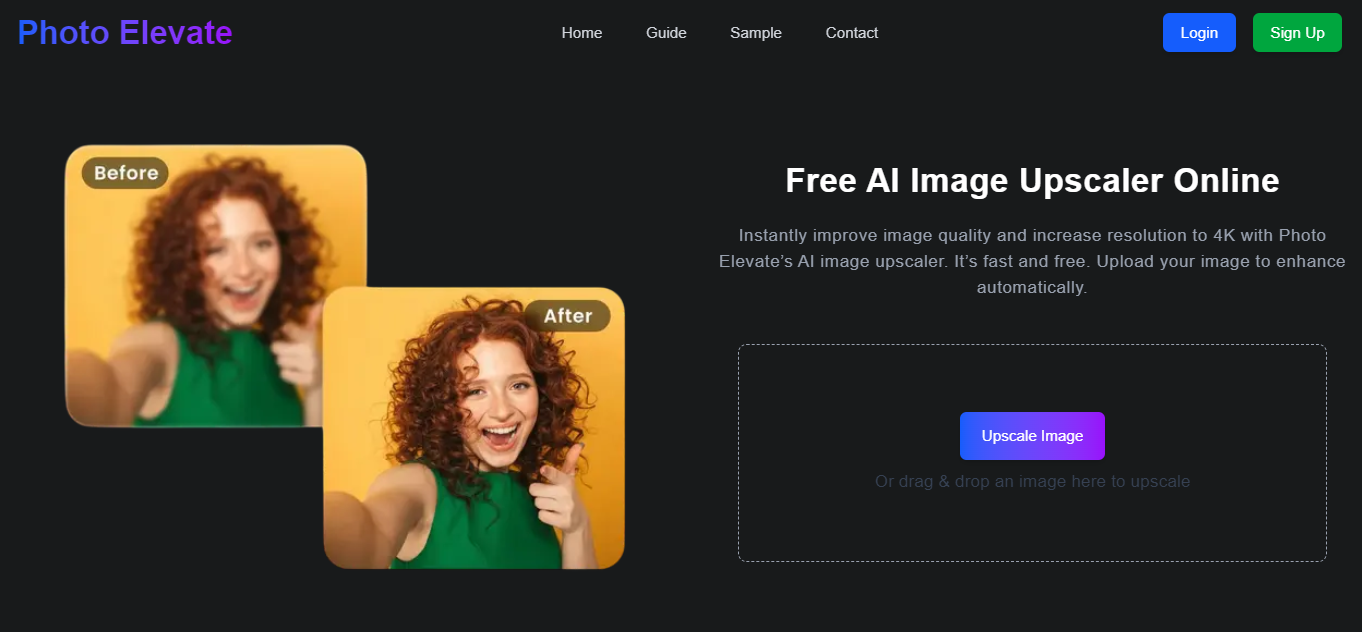 Photo Elevate
Home
Guide
Sample
Contact
Login
Sign Up
Before
After
Free AI Image Upscaler Online
Instantly improve image quality and increase resolution to 4K with Photo
Elevate’s AI image upscaler. It’s fast and free. Upload your image to enhance
automatically.
Upscale Image
Or drag & drop an image here to upscale